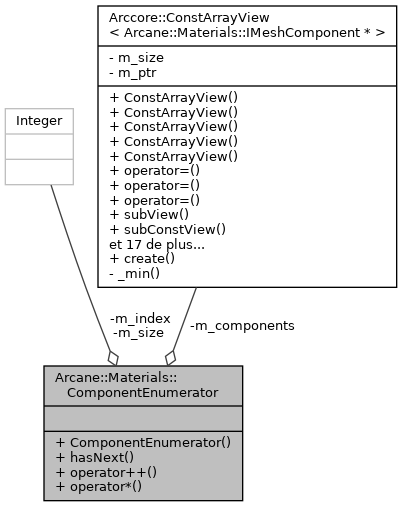 Arccore::ConstArrayView
< Arcane::Materials::IMeshComponent * >
- m_size
- m_ptr
+ ConstArrayView()
+ ConstArrayView()
+ ConstArrayView()
+ ConstArrayView()
+ ConstArrayView()
+ operator=()
+ operator=()
+ operator=()
+ subView()
+ subConstView()
et 17 de plus...
+ create()
- _min()
Integer
-m_index
-m_size
-m_components
Arcane::Materials::
ComponentEnumerator
+ ComponentEnumerator()
+ hasNext()
+ operator++()
+ operator*()